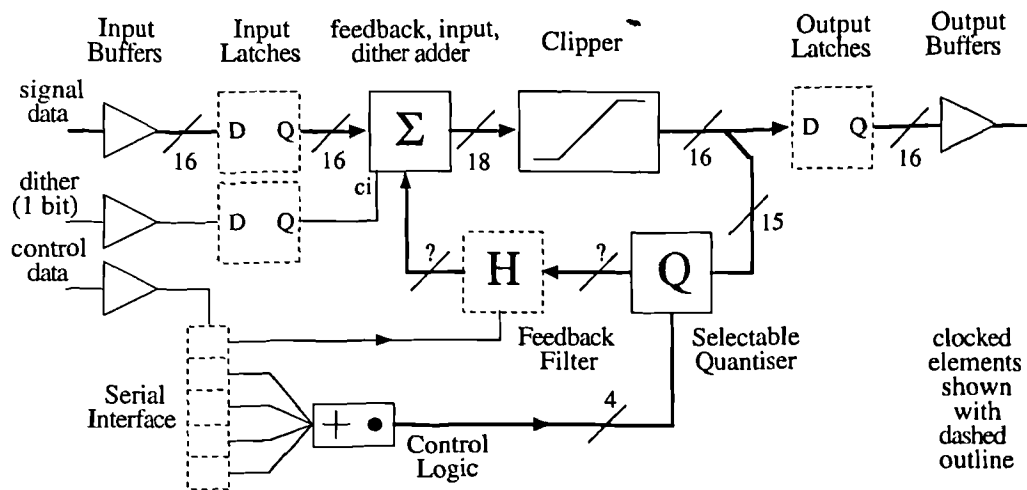 Input
Buffers
Input
Latches
feedback, input,
dither adder
Clipper
Output
Latches
Output
Buffers
signal
data
16
D Q
16
Σ
18
16
D Q
16
dither
(1 bit)
D Q
ci
15
control
data
?
H
?
Q
Feedback
Filter
Selectable
Quantiser
clocked
elements
shown
with
dashed
outline
Serial
Interface
+ •
4
Control
Logic